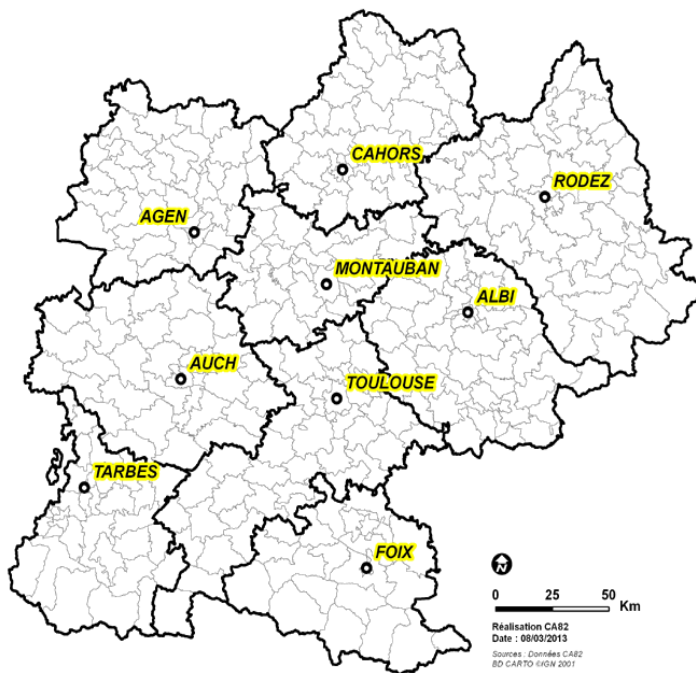 CAHORS
RODEZ
AGEN
MONTAUBAN
ALBI
AUCH
TOULOUSE
TARBES
FOIX
N
0 25 50 Km
Réalisation CA82
Date : 08/03/2013
Sources : Données CA82
BD CARTO ©IGN 2001